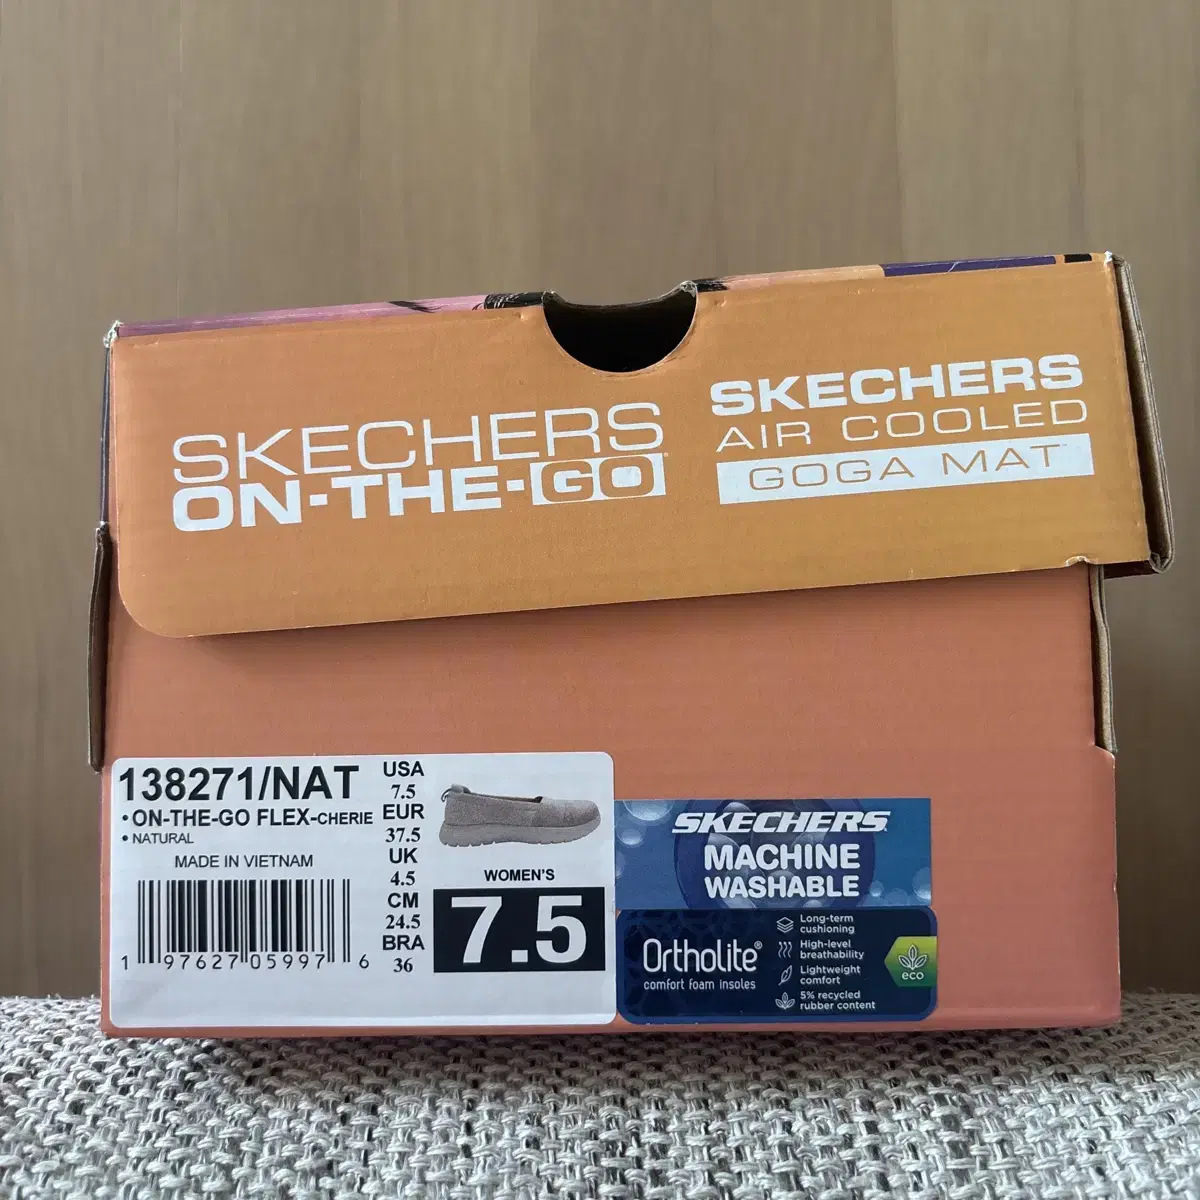 SKECHERS
ON-THE-GO®
SKECHERS
AIR COOLED
GOGA MAT™
138271/NAT
• ON-THE-GO FLEX-CHERIE
• NATURAL
MADE IN VIETNAM
1 97627 05997 6
USA
7.5
EUR
37.5
UK
4.5
CM
24.5
BRA
36
WOMEN'S
7.5
SKECHERS
MACHINE
WASHABLE
Ortholite®
comfort foam insoles
Long-term
cushioning
High-level
breathability
Lightweight
comfort
5% recycled
rubber content
eco